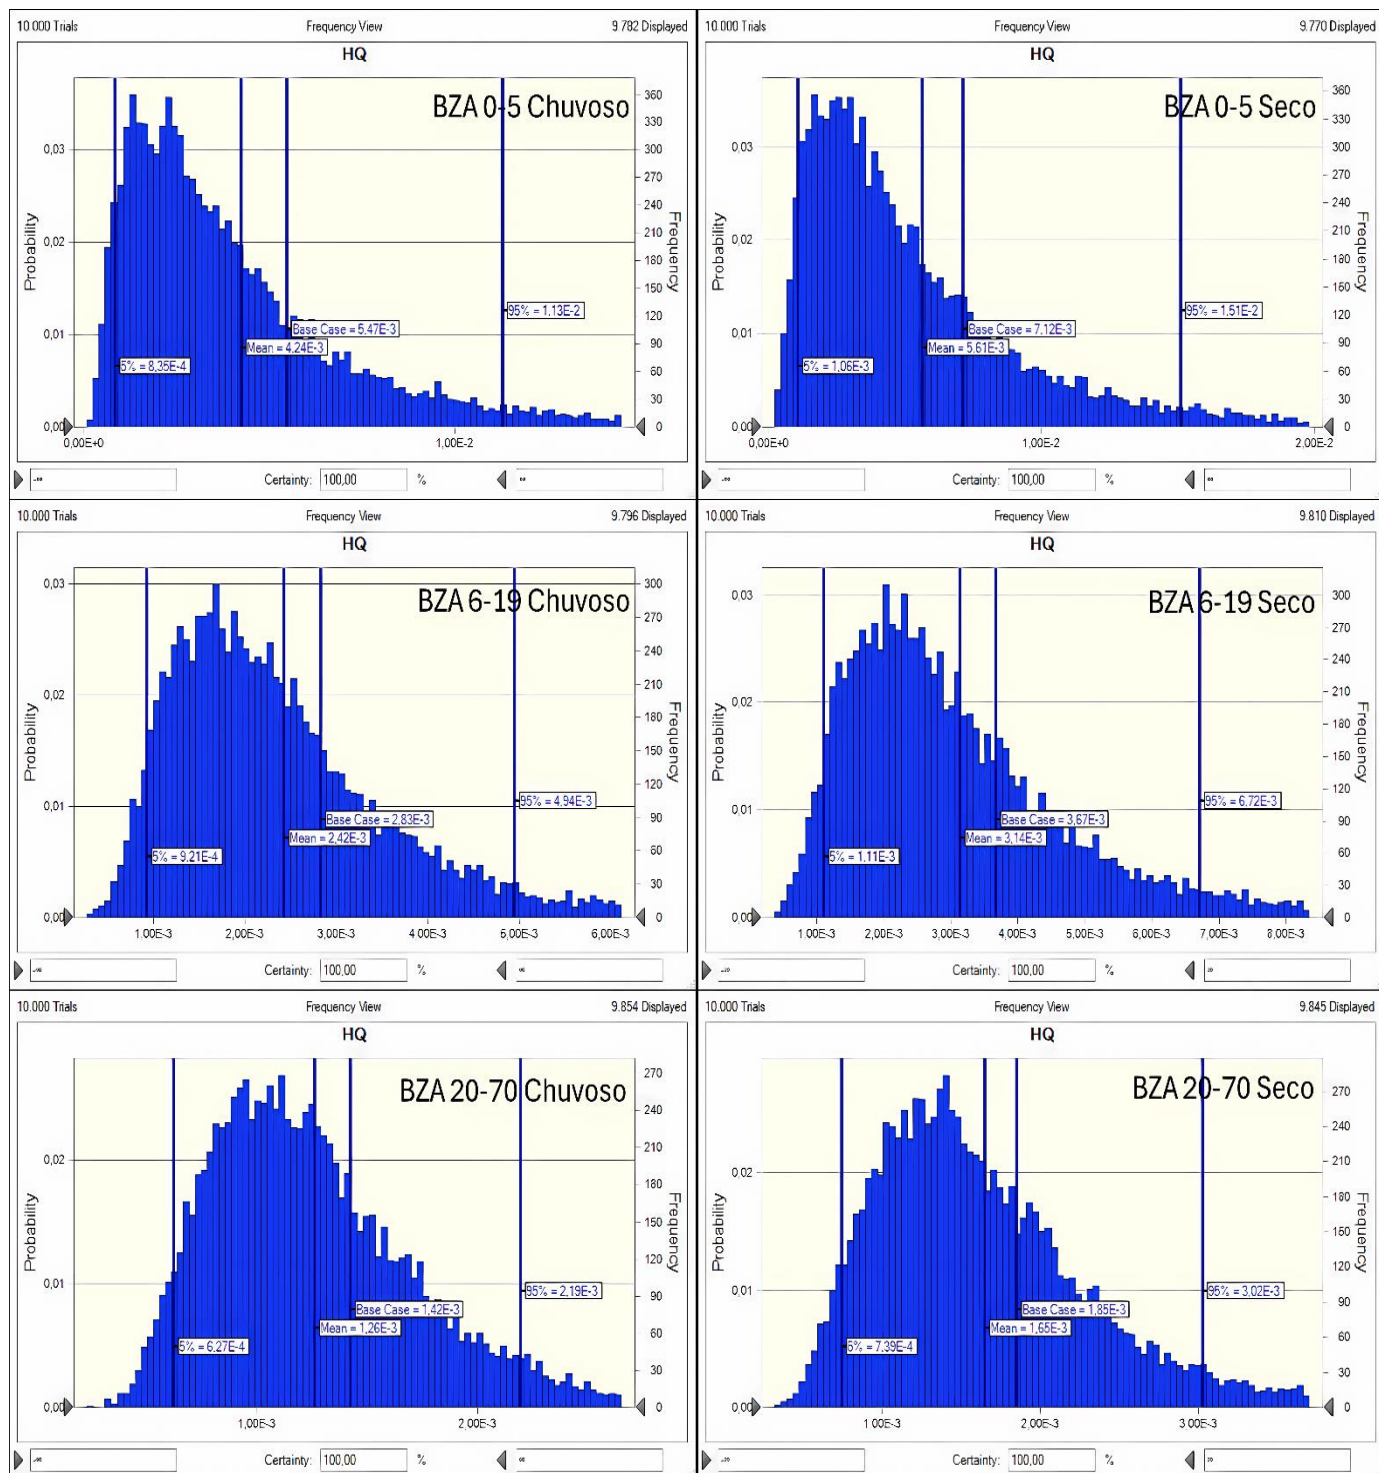 10.000 Trials Frequency View 9.782 Displayed
HQ
BZA 0-5 Chuvoso
Probability
Frequency
0,03
0,02
0,01
0,00
360
330
300
270
240
210
180
150
120
90
60
30
0
95% = 1.13E-2
Base Case = 5.47E-3
Mean = 4.24E-3
5% = 8,35E-4
0,00E+0 1,00E-2
Certainty: 100,00 %
10.000 Trials Frequency View 9.770 Displayed
HQ
BZA 0-5 Seco
Probability
Frequency
0.03
0.02
0.01
0.00
360
330
300
270
240
210
180
150
120
90
60
30
0
95% = 1.51E-2
Base Case = 7.12E-3
Mean = 5.61E-3
5% = 1,06E-3
0,00E+0 1,00E-2 2,00E-2
Certainty: 100,00 %
10.000 Trials Frequency View 9.796 Displayed
HQ
BZA 6-19 Chuvoso
Probability
Frequency
0,03
0,02
0,01
0,00
300
270
240
210
180
150
120
90
60
30
0
95% = 4,94E-3
Base Case = 2,83E-3
Mean = 2,42E-3
5% = 9.21E-4
1,00E-3 2,00E-3 3,00E-3 4,00E-3 5,00E-3 6,00E-3
Certainty: 100,00 %
10.000 Trials Frequency View 9.810 Displayed
HQ
BZA 6-19 Seco
Probability
Frequency
0.03
0.02
0.01
0.00
300
270
240
210
180
150
120
90
60
30
0
95% = 6.72E-3
Base Case = 3,67E-3
Mean = 3,14E-3
5% = 1.11E-3
1,00E-3 2,00E-3 3,00E-3 4,00E-3 5,00E-3 6,00E-3 7,00E-3 8,00E-3
Certainty: 100,00 %
10.000 Trials Frequency View 9.854 Displayed
HQ
BZA 20-70 Chuvoso
Probability
Frequency
0,02
0,01
0,00
270
240
210
180
150
120
90
60
30
0
95% = 2,19E-3
Base Case = 1,42E-3
Mean = 1,26E-3
5% = 6.27E-4
1,00E-3 2,00E-3
Certainty: 100,00 %
10.000 Trials Frequency View 9.845 Displayed
HQ
BZA 20-70 Seco
Probability
Frequency
0.02
0.01
0.00
270
240
210
180
150
120
90
60
30
0
95% = 3,02E-3
Base Case = 1,85E-3
Mean = 1,65E-3
= 7.39E-4
1,00E-3 2,00E-3 3,00E-3
Certainty: 100,00 %